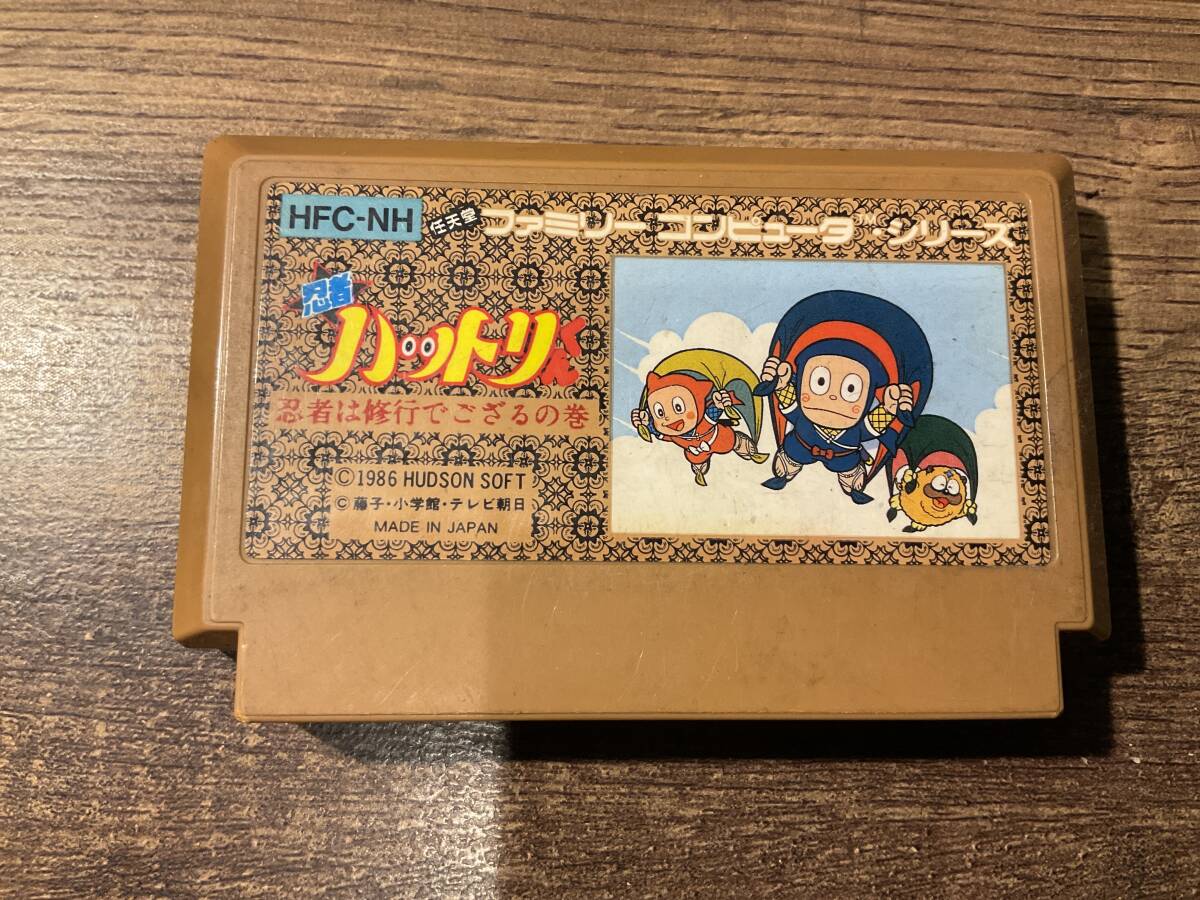 HFC-NH
任天堂 ファミリーコンピュータ™・シリーズ
忍者
ハットリくん
忍者は修行でござるの巻
©1986 HUDSON SOFT
©藤子・小学館・テレビ朝日
MADE IN JAPAN